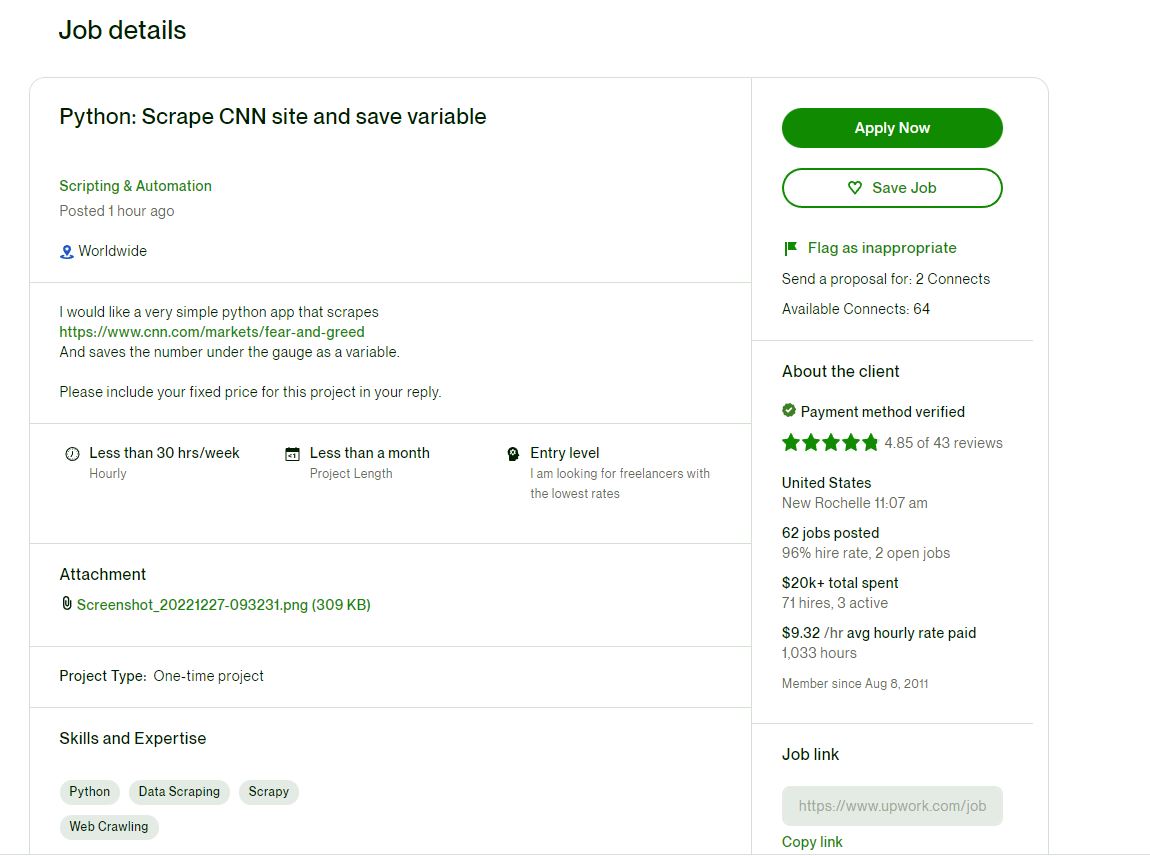 Job details
Python: Scrape CNN site and save variable
Scripting & Automation
Posted 1 hour ago
Worldwide
I would like a very simple python app that scrapes
https://www.cnn.com/markets/fear-and-greed
And saves the number under the gauge as a variable.
Please include your fixed price for this project in your reply.
Less than 30 hrs/week
Hourly
<1
Less than a month
Project Length
Entry level
I am looking for freelancers with
the lowest rates
Attachment
Screenshot_20221227-093231.png (309 KB)
Project Type: One-time project
Skills and Expertise
Python
Data Scraping
Scrapy
Web Crawling
Apply Now
Save Job
Flag as inappropriate
Send a proposal for: 2 Connects
Available Connects: 64
About the client
Payment method verified
4.85 of 43 reviews
United States
New Rochelle 11:07 am
62 jobs posted
96% hire rate, 2 open jobs
$20k+ total spent
71 hires, 3 active
$9.32 /hr avg hourly rate paid
1,033 hours
Member since Aug 8, 2011
Job link
https://www.upwork.com/job
Copy link